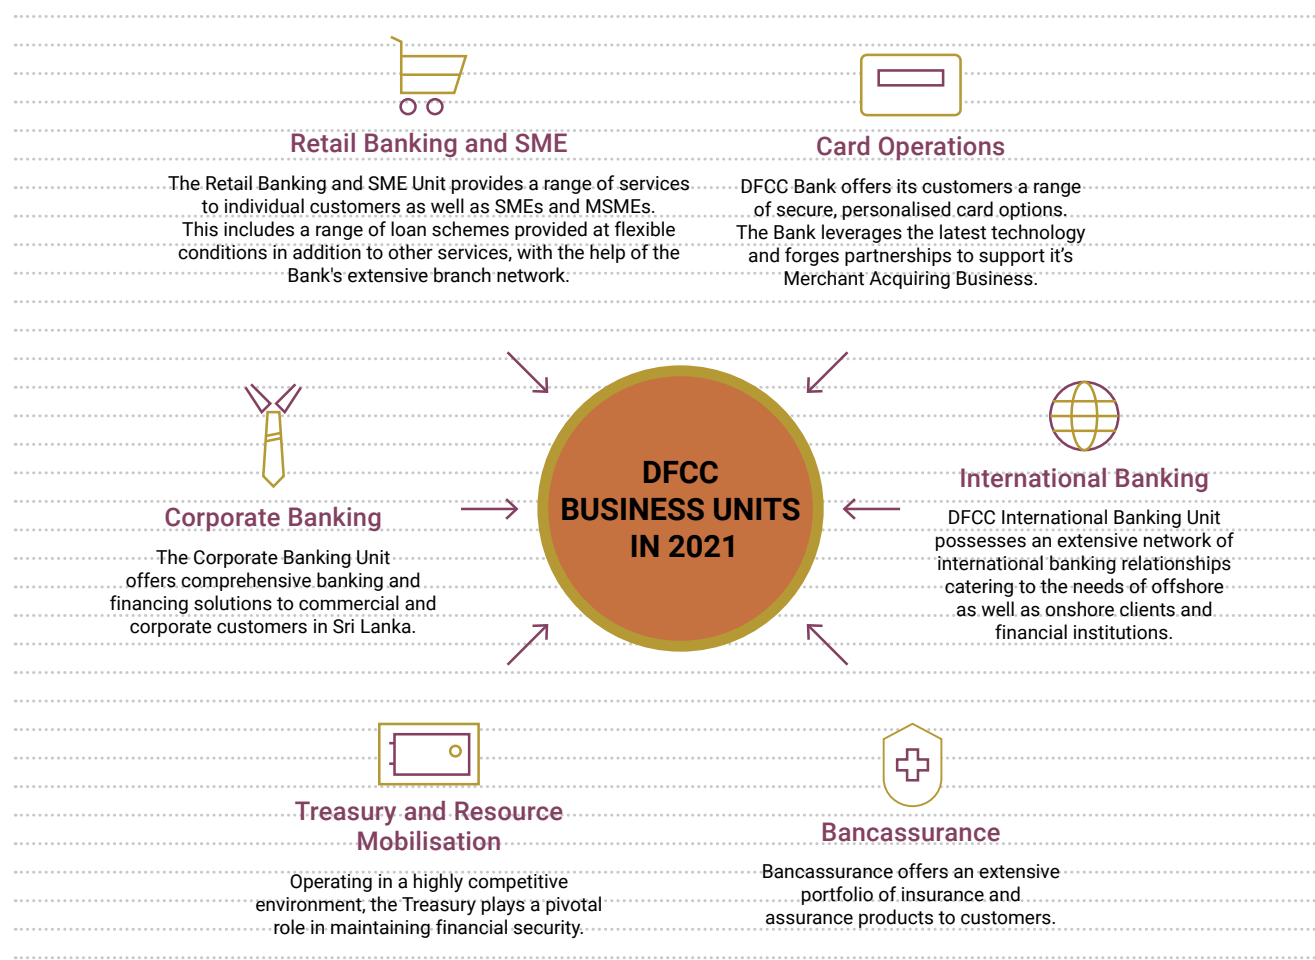 Retail Banking and SME
The Retail Banking and SME Unit provides a range of services
to individual customers as well as SMEs and MSMEs.
This includes a range of loan schemes provided at flexible
conditions in addition to other services, with the help of the
Bank's extensive branch network.
Card Operations
DFCC Bank offers its customers a range
of secure, personalised card options.
The Bank leverages the latest technology
and forges partnerships to support it’s
Merchant Acquiring Business.
Corporate Banking
The Corporate Banking Unit
offers comprehensive banking and
financing solutions to commercial and
corporate customers in Sri Lanka.
DFCC
BUSINESS UNITS
IN 2021
International Banking
DFCC International Banking Unit
possesses an extensive network of
international banking relationships
catering to the needs of offshore
as well as onshore clients and
financial institutions.
Treasury and Resource
Mobilisation
Operating in a highly competitive
environment, the Treasury plays a pivotal
role in maintaining financial security.
Bancassurance
Bancassurance offers an extensive
portfolio of insurance and
assurance products to customers.